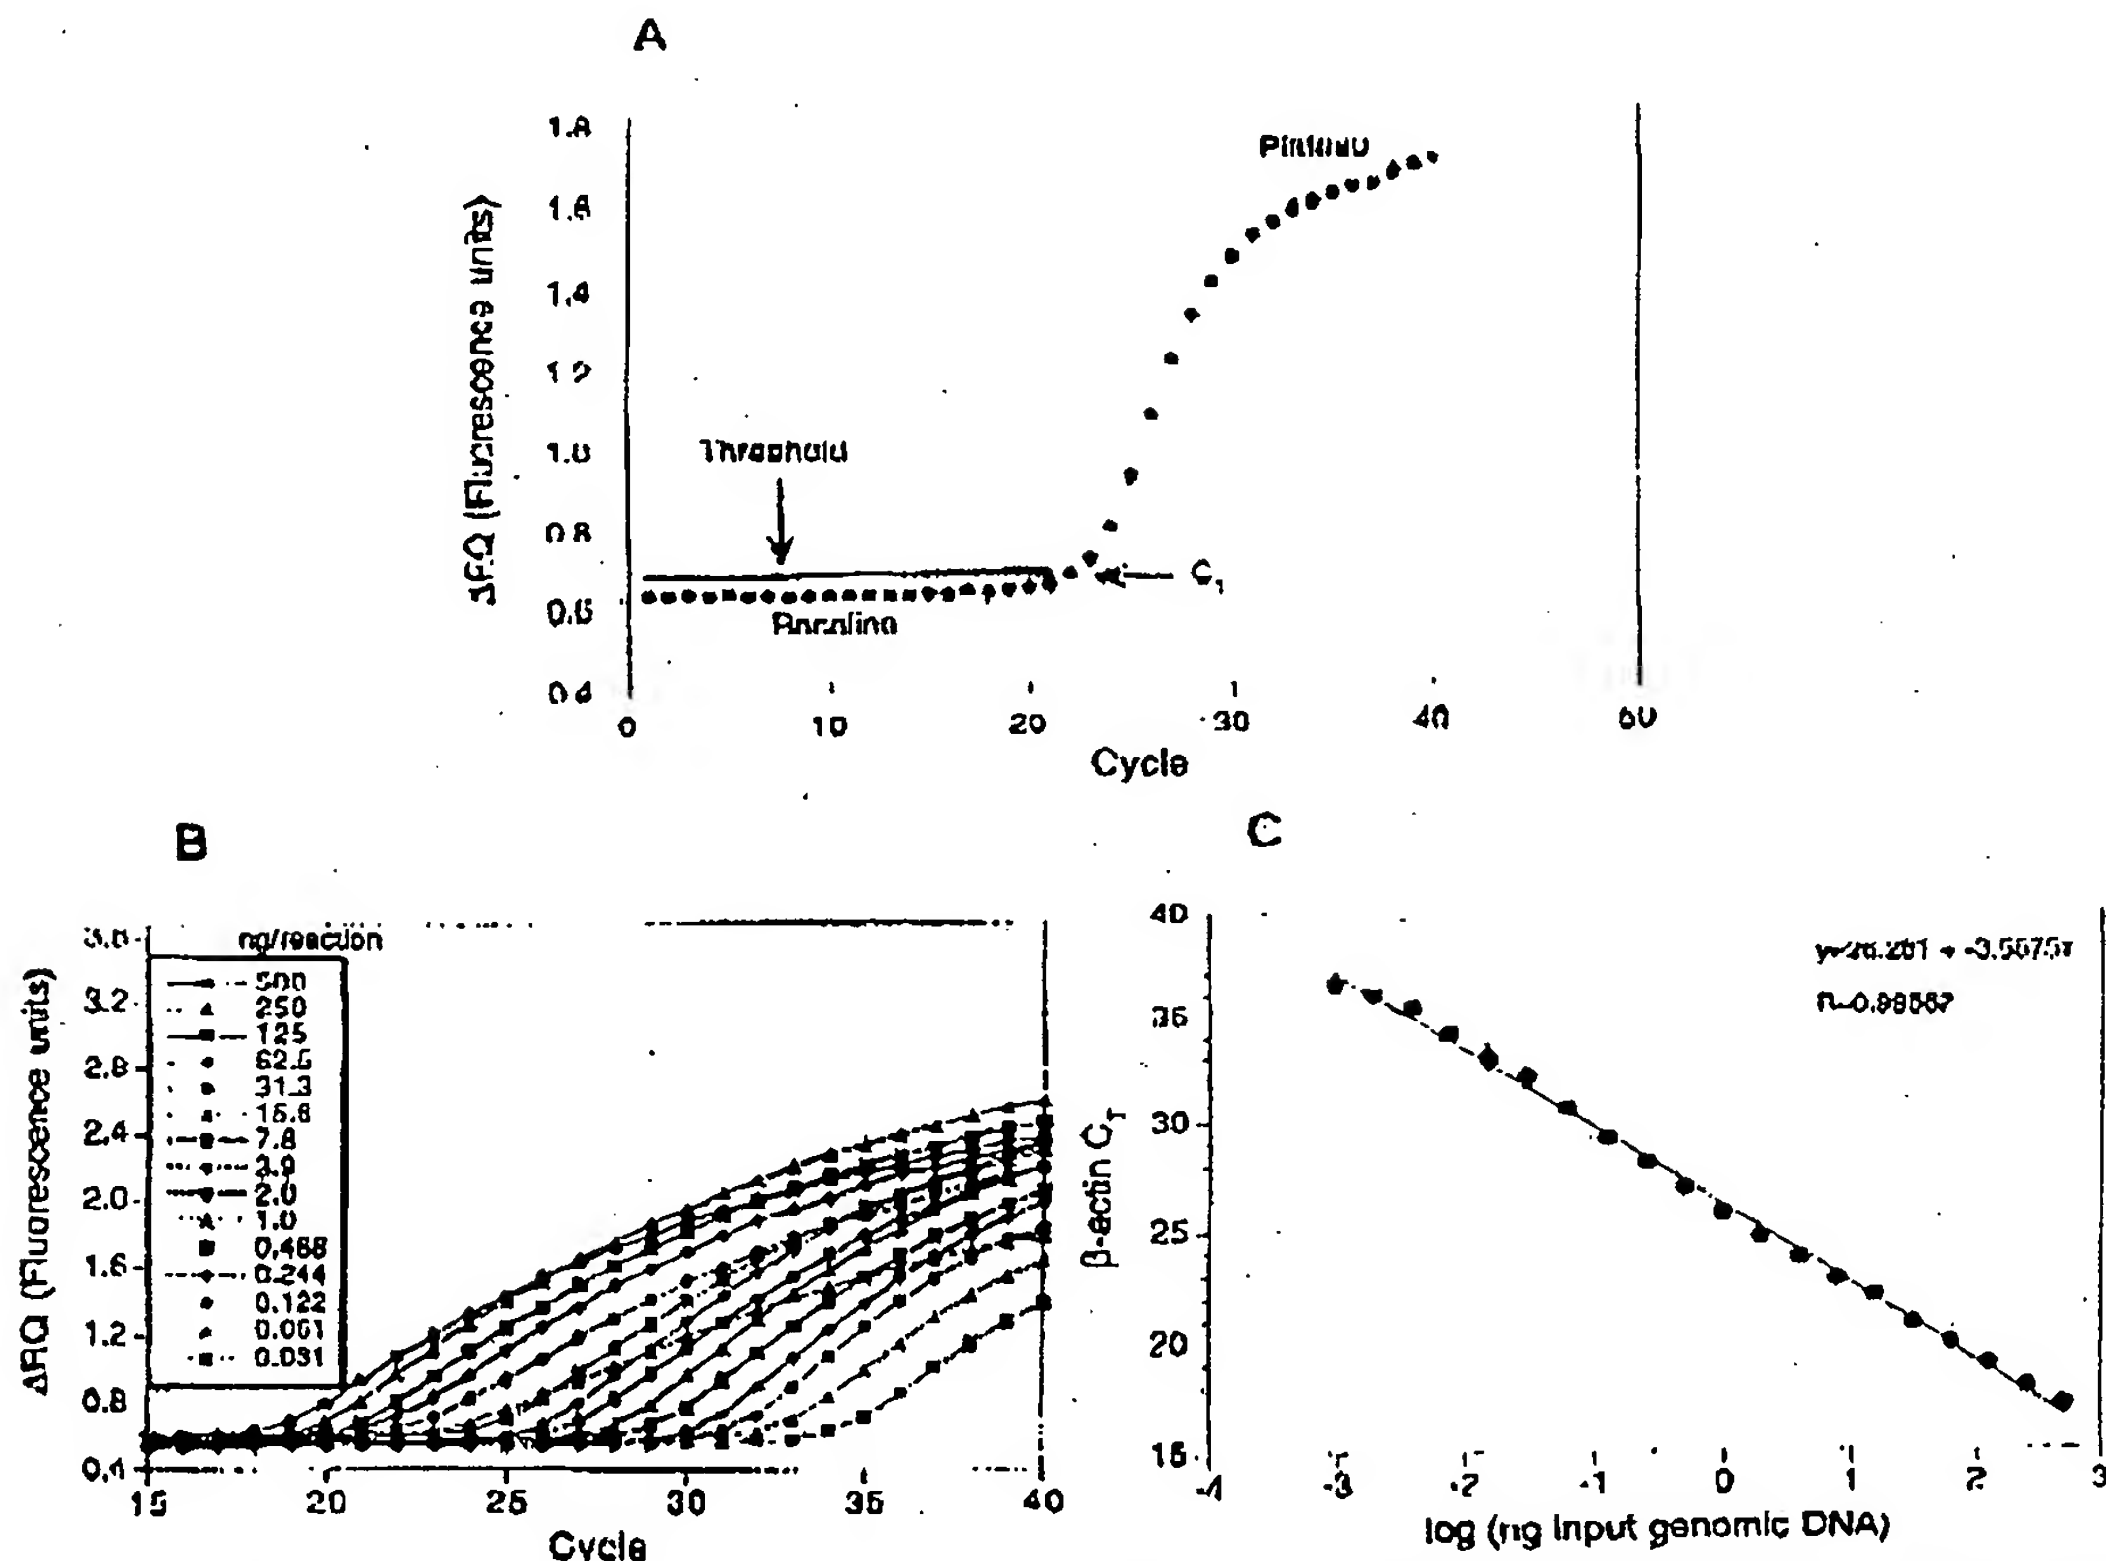 A
1.8
1.6
1.4
1.2
1.0
0.8
0.6
0.4
ΔRQ (Fluorescence units)
Plateau
Threshold
Baseline
C_T
0 10 20 30 40 50
Cycle
B
3.6
3.2
2.8
2.4
2.0
1.6
1.2
0.8
0.4
ΔRQ (Fluorescence units)
ng/reaction
500
250
125
62.5
31.3
15.6
7.8
3.9
2.0
1.0
0.488
0.244
0.122
0.061
0.031
15 20 25 30 35 40
Cycle
C
40
35
30
25
20
15
β-actin C_T
-4 -3 -2 -1 0 1 2 3
log (ng input genomic DNA)